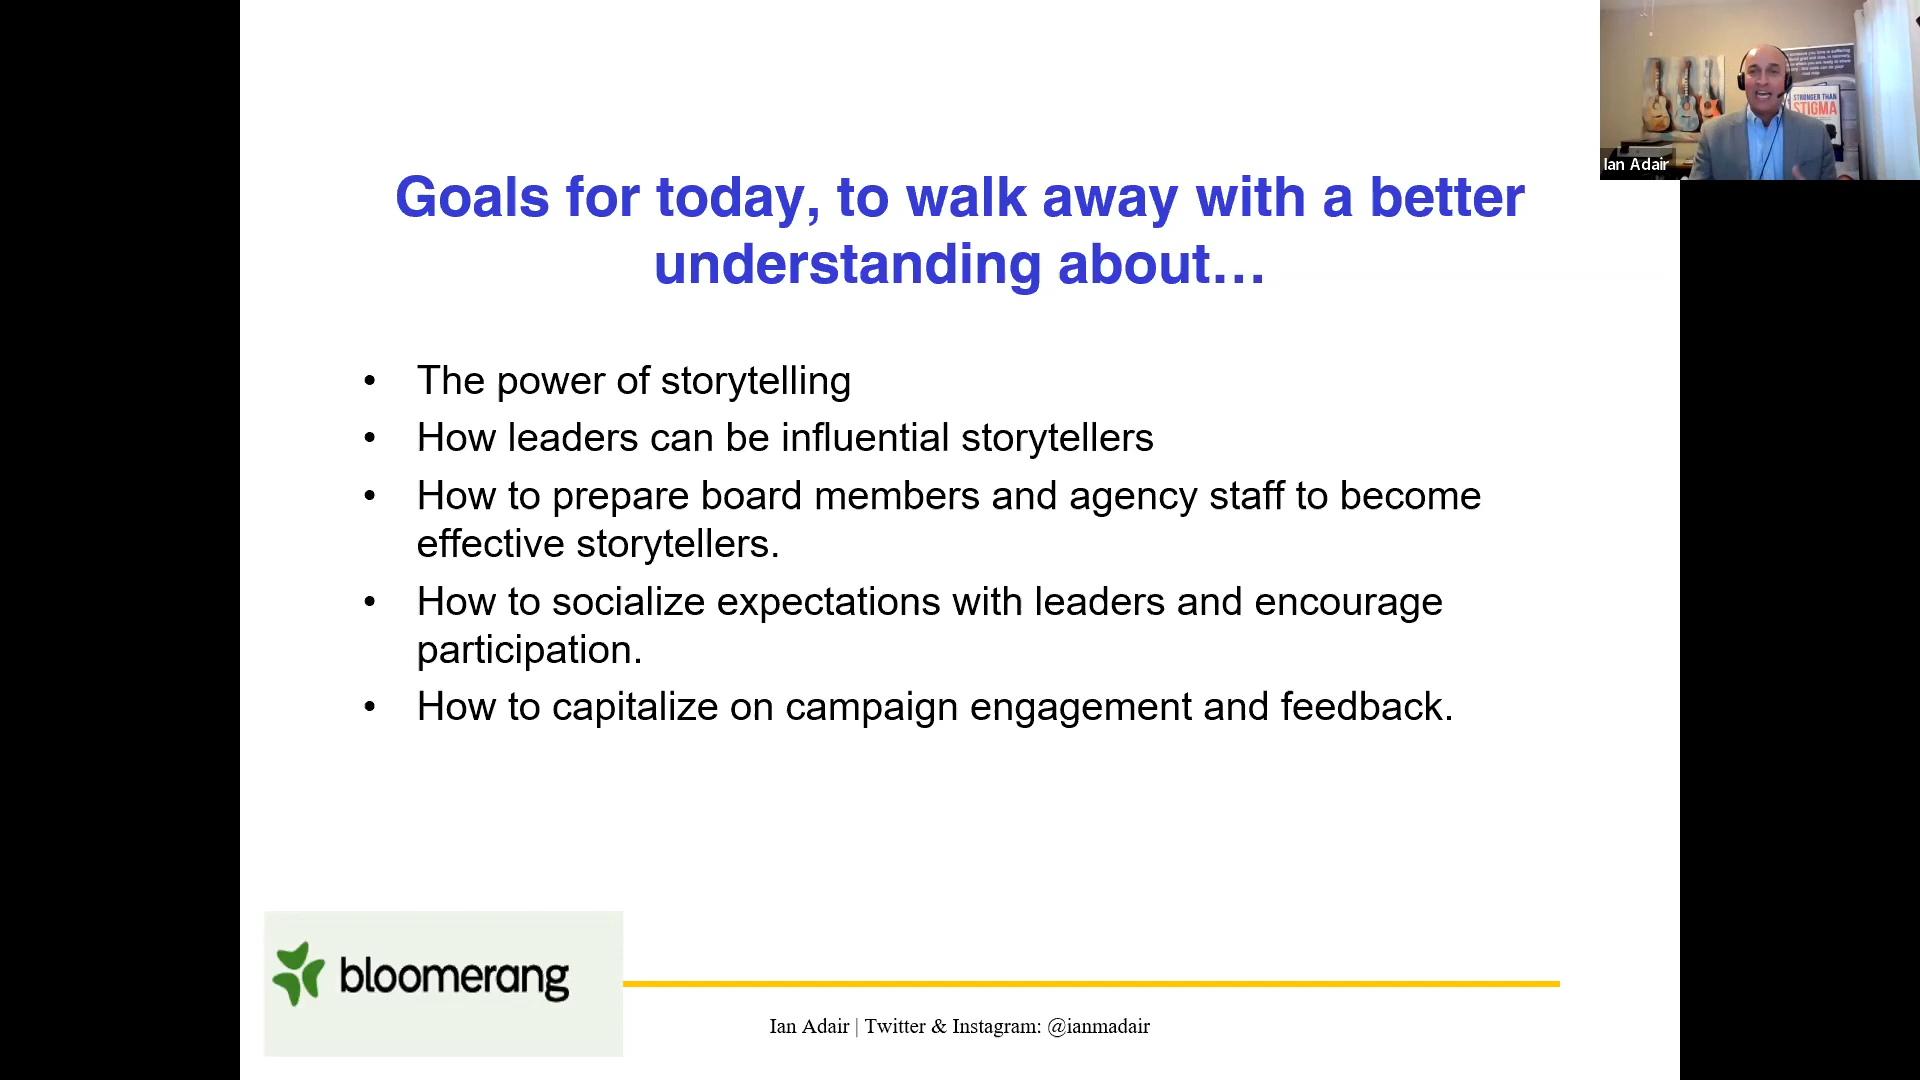 Goals for today, to walk away with a better
understanding about…
• The power of storytelling
• How leaders can be influential storytellers
• How to prepare board members and agency staff to become
effective storytellers.
• How to socialize expectations with leaders and encourage
participation.
• How to capitalize on campaign engagement and feedback.
bloomerang
Ian Adair | Twitter & Instagram: @ianmadair
STRONGER THAN
STIGMA
Ian Adair